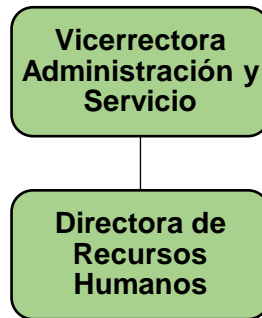 Vicerrectora
Administración y
Servicio
Directora de
Recursos
Humanos